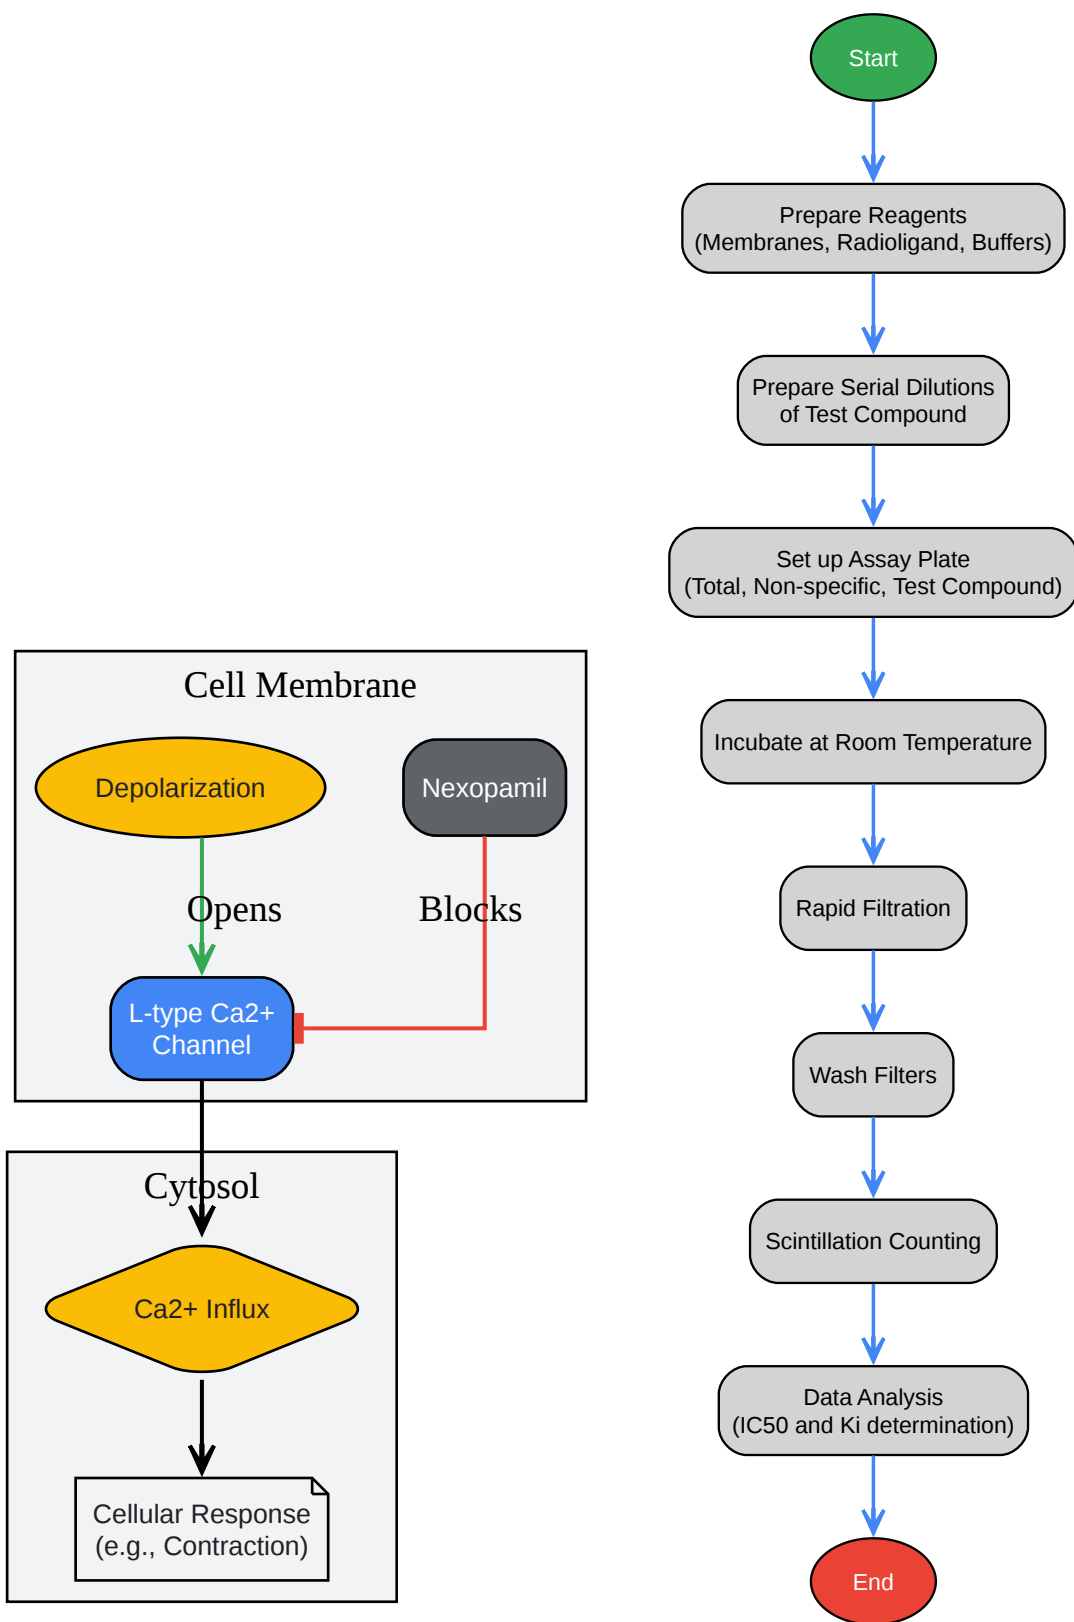 Start
Prepare Reagents
(Membranes, Radioligand, Buffers)
Prepare Serial Dilutions
of Test Compound
Set up Assay Plate
(Total, Non-specific, Test Compound)
Incubate at Room Temperature
Rapid Filtration
Wash Filters
Scintillation Counting
Data Analysis
(IC50 and Ki determination)
End
Cell Membrane
Depolarization
Nexopamil
Opens
Blocks
L-type Ca2+
Channel
Cytosol
Ca2+ Influx
Cellular Response
(e.g., Contraction)